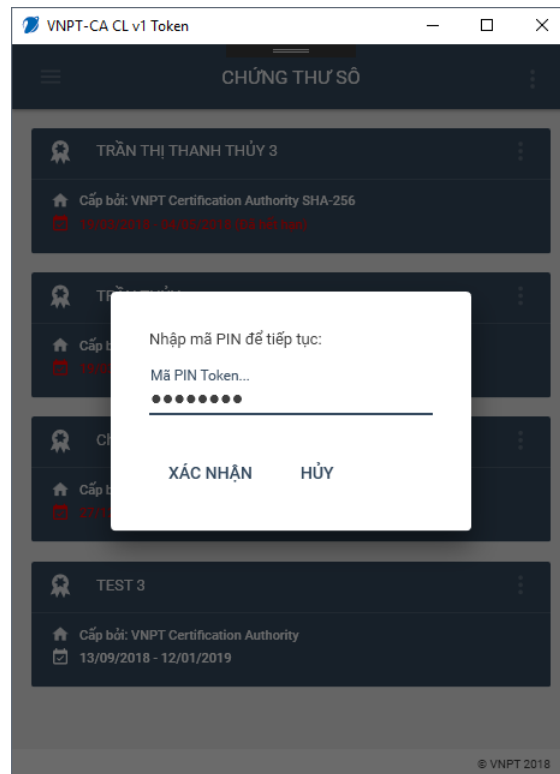 VNPT-CA CL v1 Token
CHỨNG THƯ SỐ
TRẦN THỊ THANH THỦY 3
Cấp bởi: VNPT Certification Authority SHA-256
Nhập mã PIN để tiếp tục:
Mã PIN Token...
XÁC NHẬN HỦY
Cấp
Cấp
TEST 3
Cấp bởi: VNPT Certification Authority
13/09/2018 - 12/01/2019
© VNPT 2018